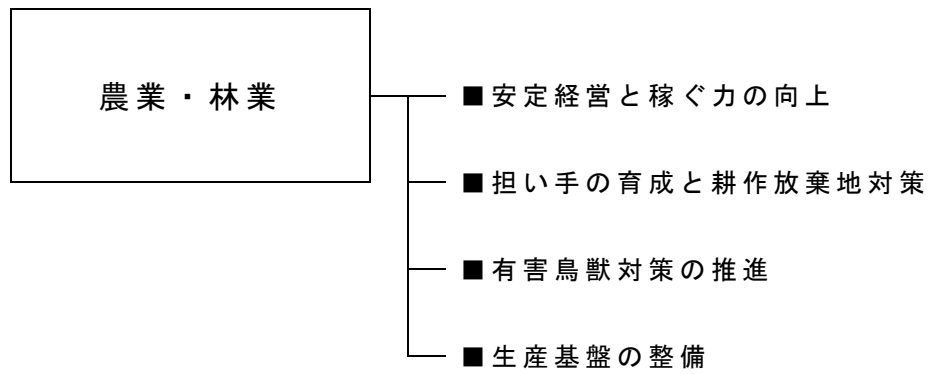 農業・林業
■安定経営と稼ぐ力の向上
■担い手の育成と耕作放棄地対策
■有害鳥獣対策の推進
■生産基盤の整備